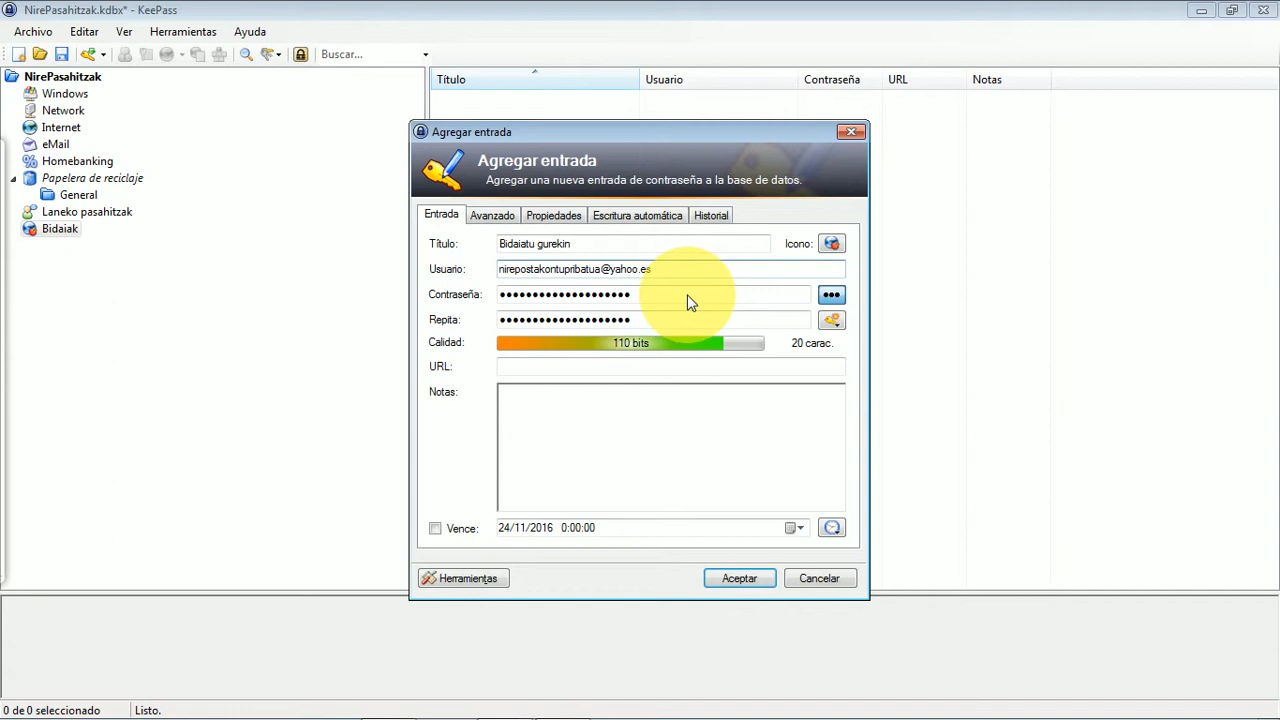 NirePasahitzak.kdbx* - KeePass
Archivo Editar Ver Herramientas Ayuda
Buscar...
NirePasahitzak
Windows
Network
Internet
eMail
Homebanking
Papelera de reciclaje
General
Laneko pasahitzak
Bidaiak
Título Usuario Contraseña URL Notas
Agregar entrada
Agregar entrada
Agregar una nueva entrada de contraseña a la base de datos.
Entrada Avanzado Propiedades Escritura automática Historial
Título: Bidaiatu gurekin Icono:
Usuario: nirepostakontupribatua@yahoo.es
Contraseña: ●●●●●●●●●●●●●●●●●●●●
Repita: ●●●●●●●●●●●●●●●●●●●●
Calidad: 110 bits 20 carac.
URL:
Notas:
Vence: 24/11/2016 0:00:00
Herramientas Aceptar Cancelar
0 de 0 seleccionado Listo.